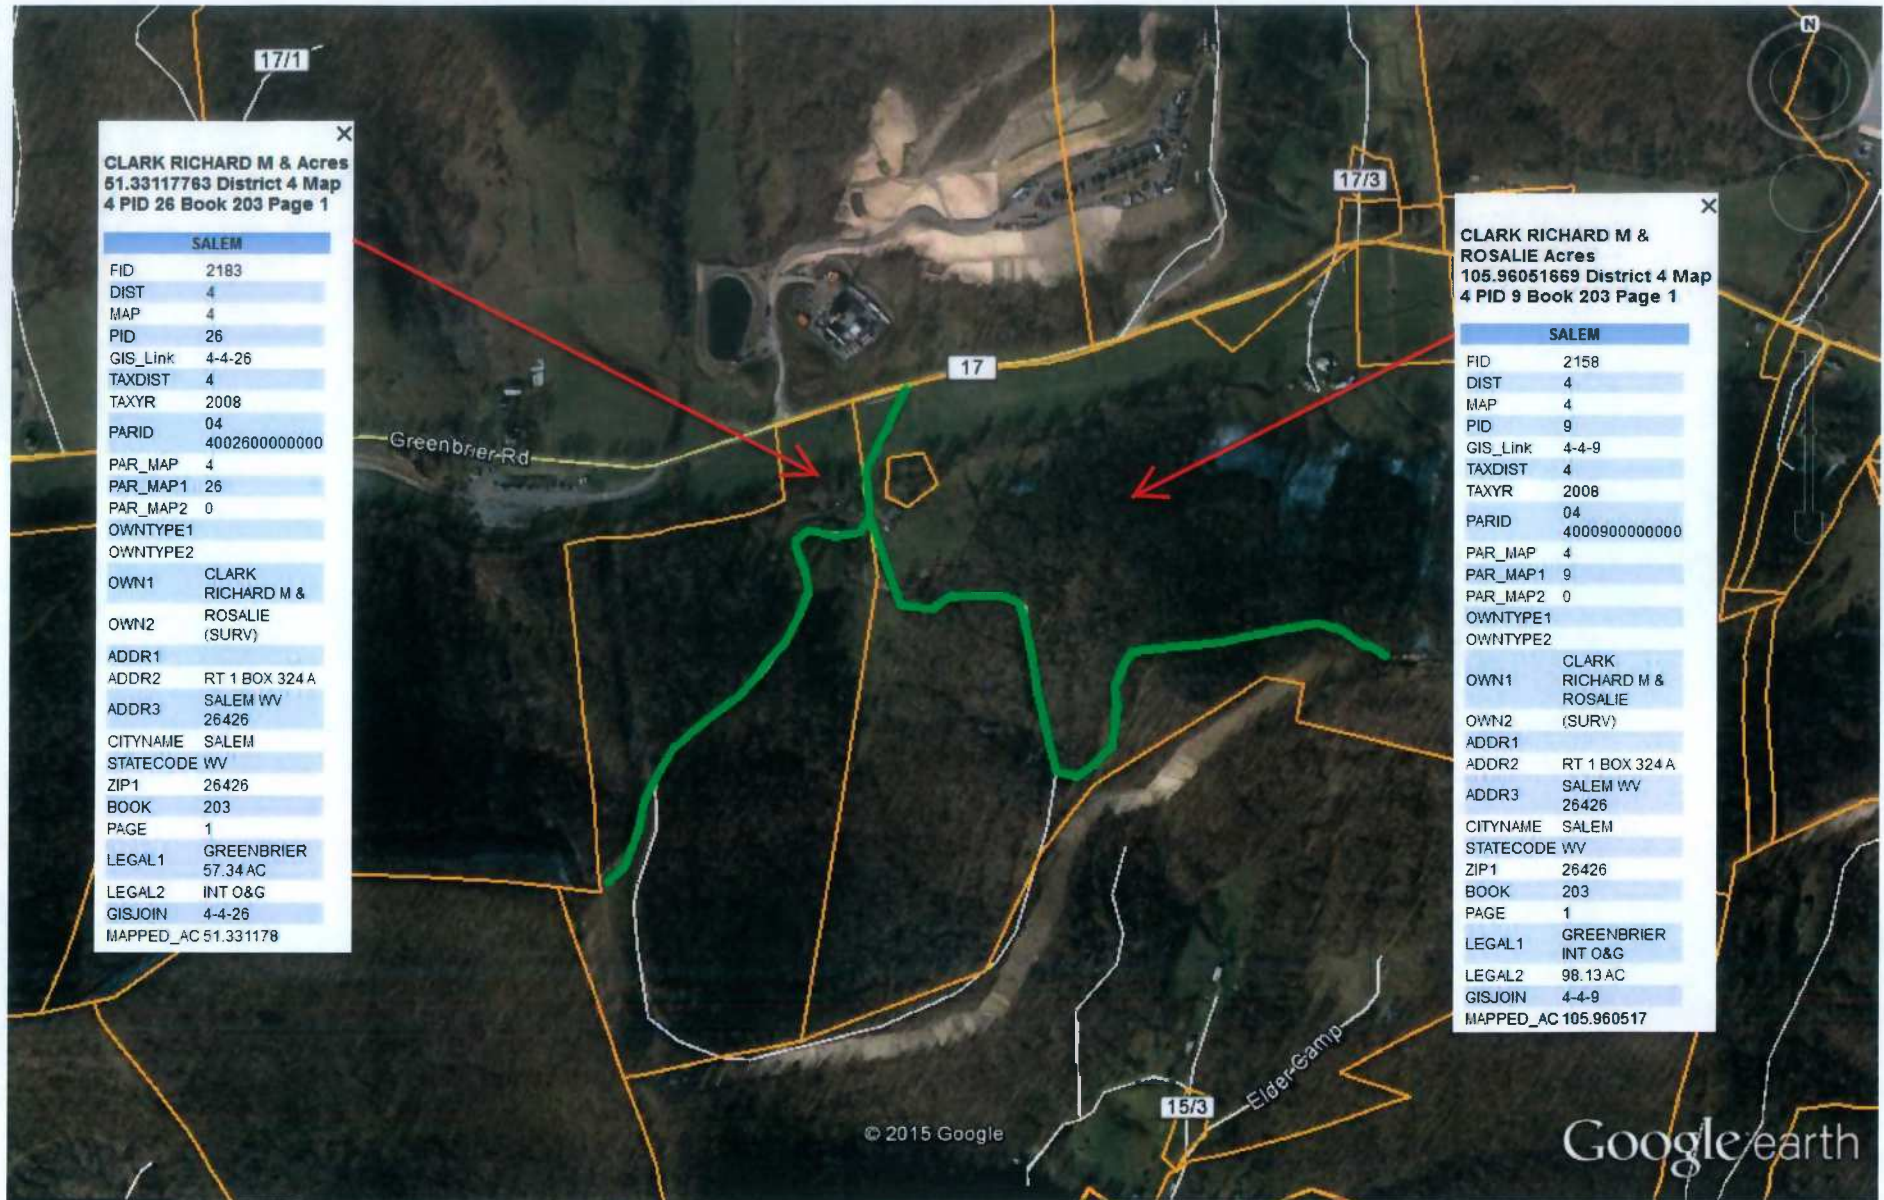 17/1
×
CLARK RICHARD M & Acres
51.33117763 District 4 Map
4 PID 26 Book 203 Page 1
SALEM
FID 2183
DIST 4
MAP 4
PID 26
GIS_Link 4-4-26
TAXDIST 4
TAXYR 2008
PARID 04
4002600000000
PAR_MAP 4
PAR_MAP1 26
PAR_MAP2 0
OWNTYPE1
OWNTYPE2
OWN1 CLARK
RICHARD M &
OWN2 ROSALIE
(SURV)
ADDR1
ADDR2 RT 1 BOX 324 A
ADDR3 SALEM WV
26426
CITYNAME SALEM
STATECODE WV
ZIP1 26426
BOOK 203
PAGE 1
LEGAL1 GREENBRIER
57.34 AC
LEGAL2 INT O&G
GISJOIN 4-4-26
MAPPED_AC 51.331178
Greenbrier Rd
17
17/3
N
×
CLARK RICHARD M &
ROSALIE Acres
105.96051669 District 4 Map
4 PID 9 Book 203 Page 1
SALEM
FID 2158
DIST 4
MAP 4
PID 9
GIS_Link 4-4-9
TAXDIST 4
TAXYR 2008
PARID 04
4000900000000
PAR_MAP 4
PAR_MAP1 9
PAR_MAP2 0
OWNTYPE1
OWNTYPE2
OWN1 CLARK
RICHARD M &
ROSALIE
OWN2 (SURV)
ADDR1
ADDR2 RT 1 BOX 324 A
ADDR3 SALEM WV
26426
CITYNAME SALEM
STATECODE WV
ZIP1 26426
BOOK 203
PAGE 1
LEGAL1 GREENBRIER
INT O&G
LEGAL2 98.13 AC
GISJOIN 4-4-9
MAPPED_AC 105.960517
Elder Camp
15/3
© 2015 Google
Google earth